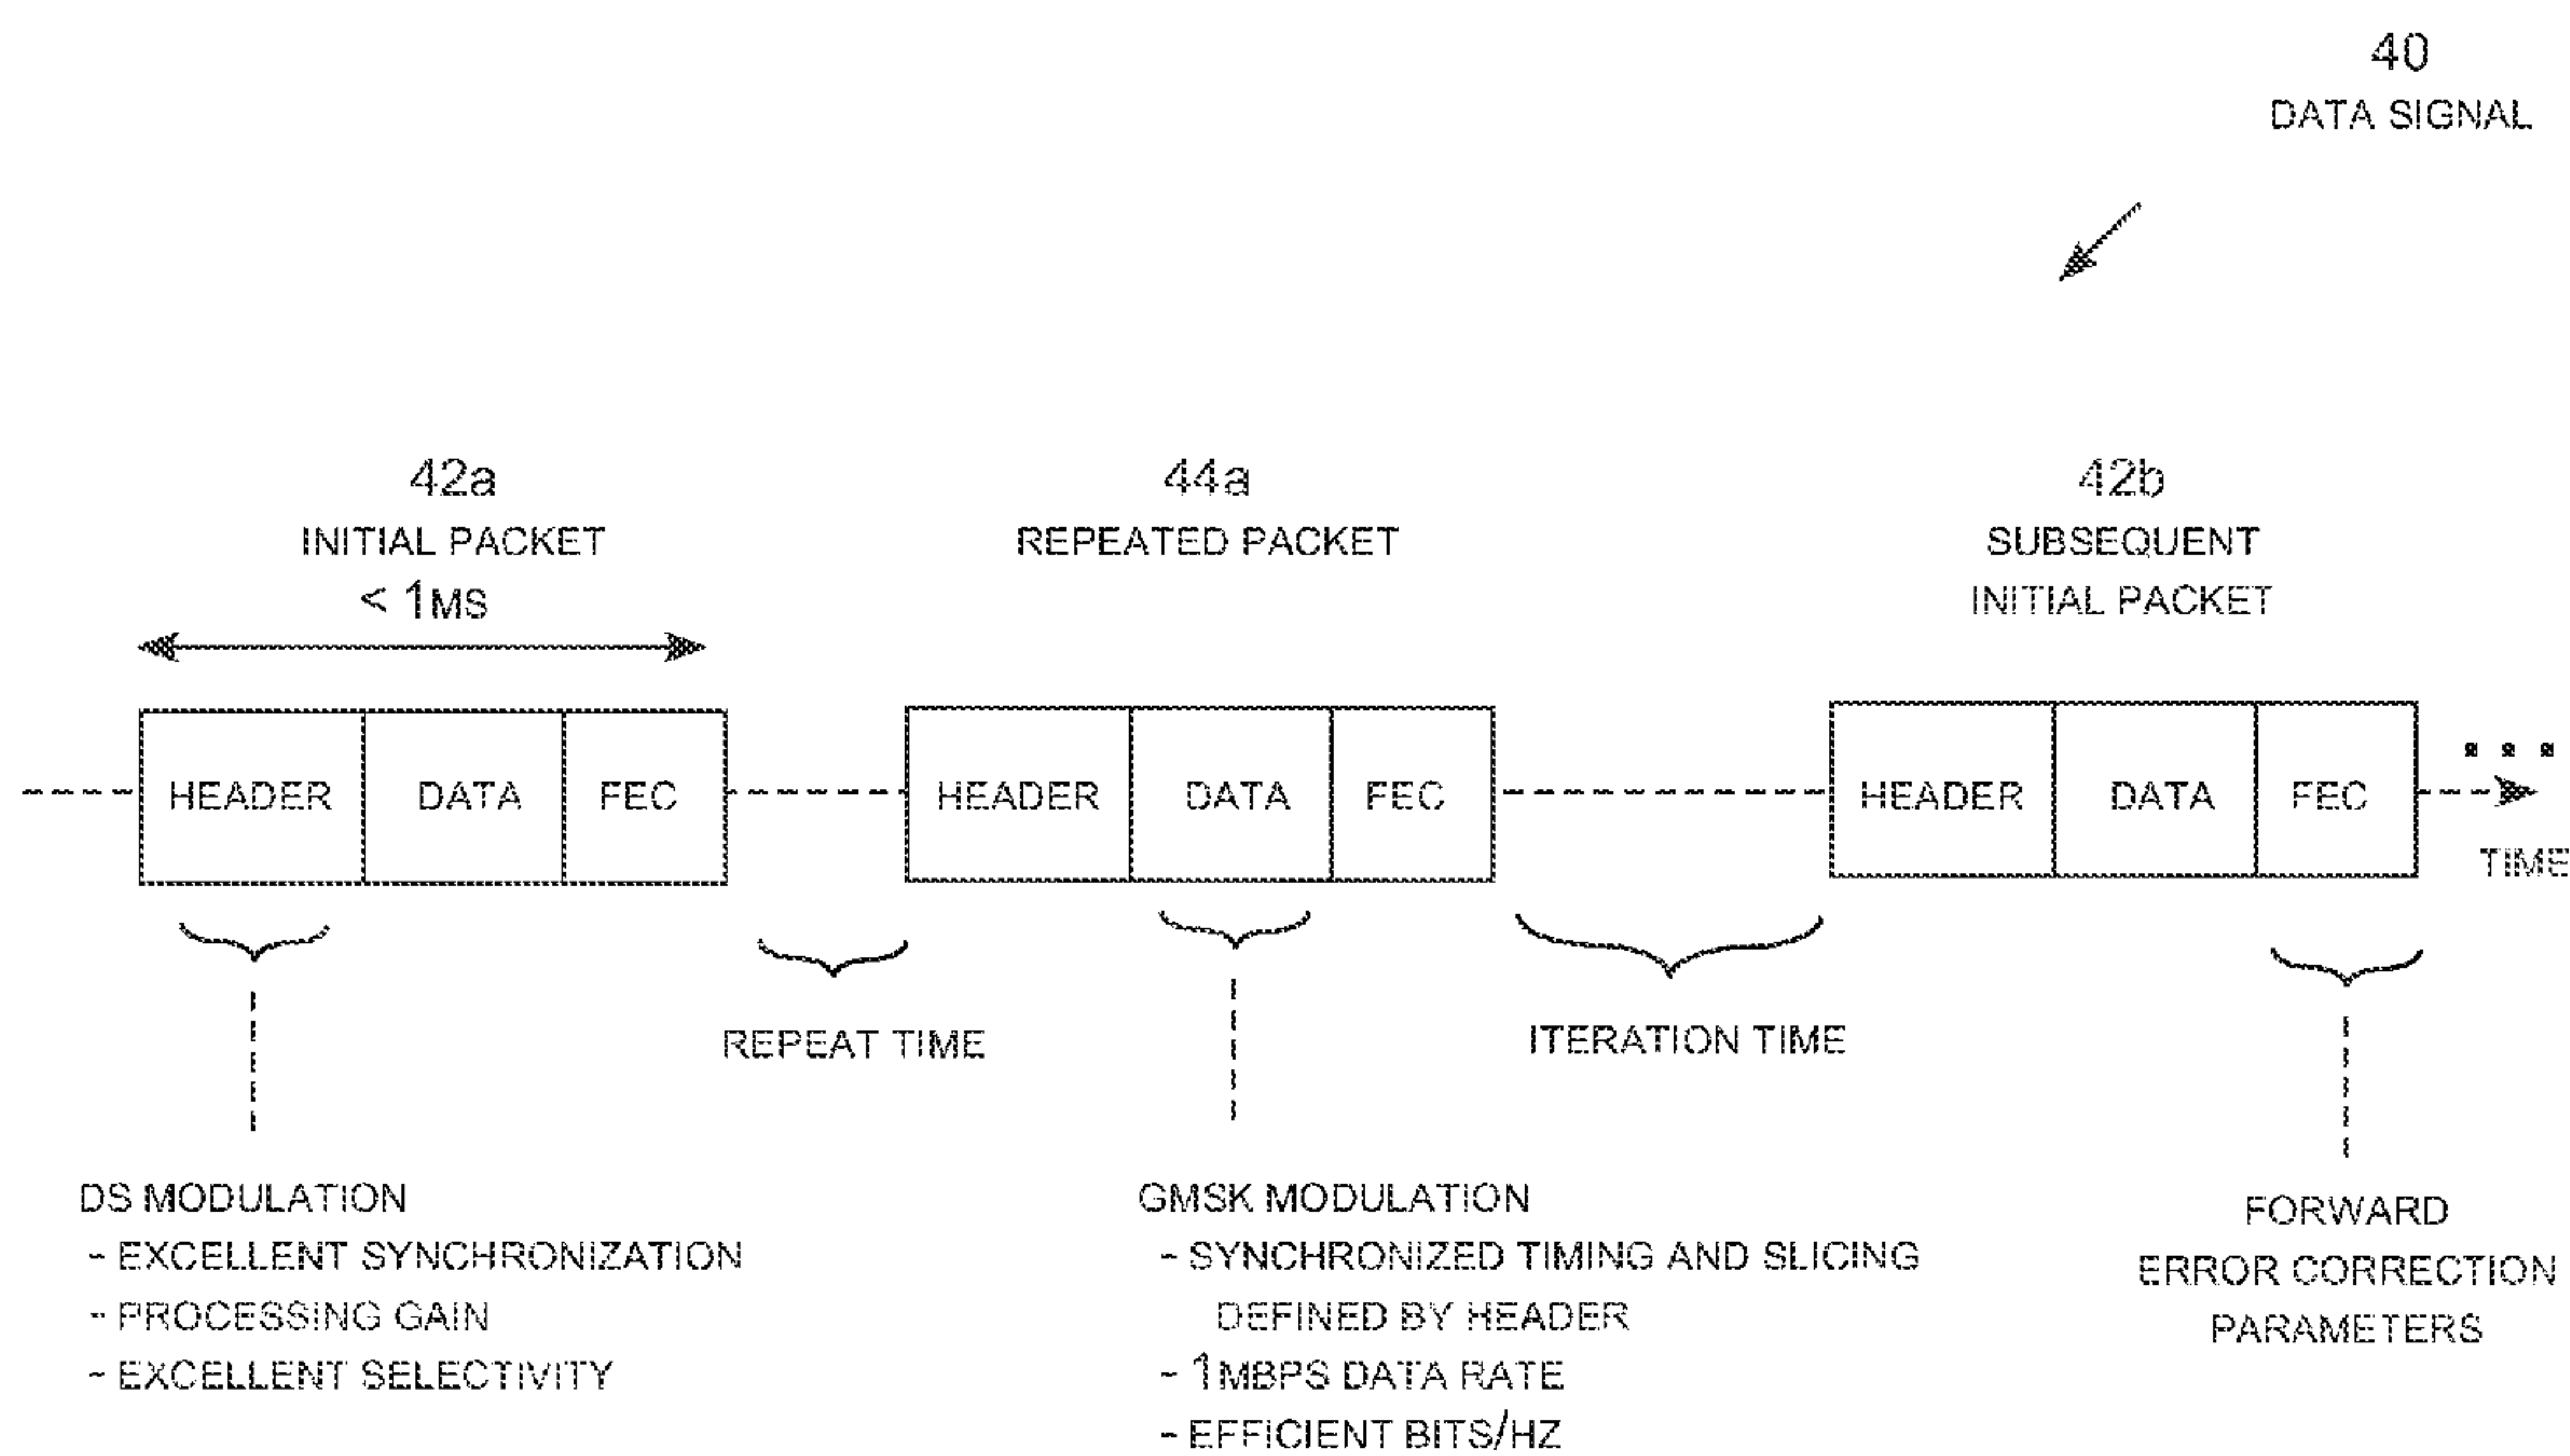 40
DATA SIGNAL
42a
INITIAL PACKET
< 1MS
44a
REPEATED PACKET
42b
SUBSEQUENT
INITIAL PACKET
HEADER DATA FEC
HEADER DATA FEC
HEADER DATA FEC
...
TIME
REPEAT TIME
ITERATION TIME
DS MODULATION
- EXCELLENT SYNCHRONIZATION
- PROCESSING GAIN
- EXCELLENT SELECTIVITY
GMSK MODULATION
- SYNCHRONIZED TIMING AND SLICING
DEFINED BY HEADER
- 1MBPS DATA RATE
- EFFICIENT BITS/HZ
FORWARD
ERROR CORRECTION
PARAMETERS